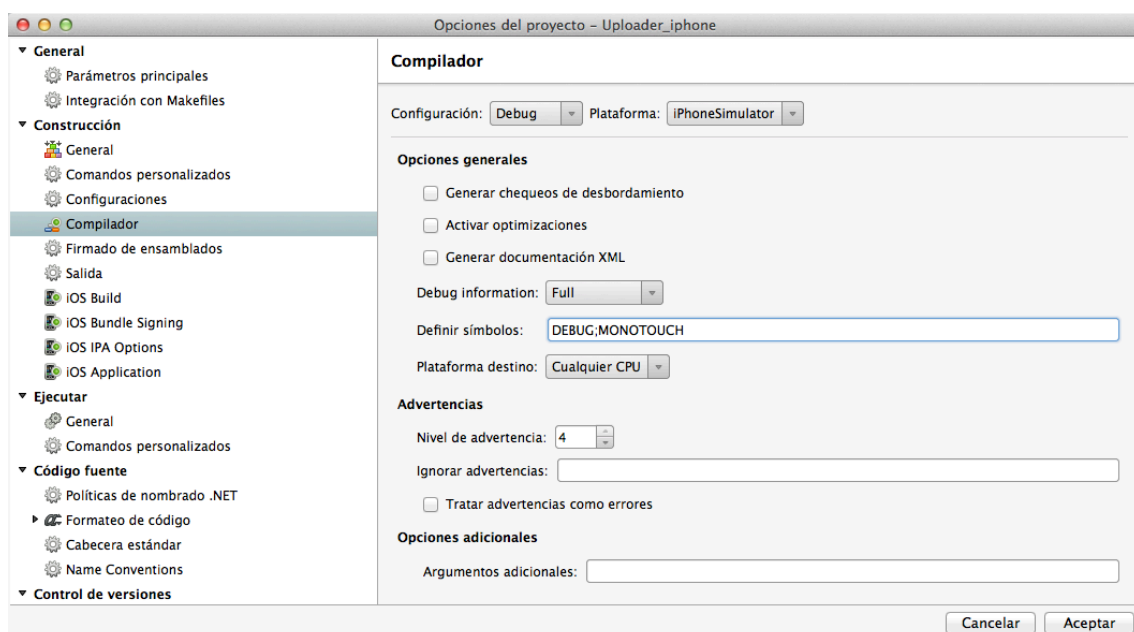 Opciones del proyecto – Uploader_iphone
General
Parámetros principales
Integración con Makefiles
Construcción
General
Comandos personalizados
Configuraciones
Compilador
Firmado de ensamblados
Salida
iOS Build
iOS Bundle Signing
iOS IPA Options
iOS Application
Ejecutar
General
Comandos personalizados
Código fuente
Políticas de nombrado .NET
Formateo de código
Cabecera estándar
Name Conventions
Control de versiones
Compilador
Configuración: Debug Plataforma: iPhoneSimulator
Opciones generales
Generar chequeos de desbordamiento
Activar optimizaciones
Generar documentación XML
Debug information: Full
Definir símbolos: DEBUG;MONOTOUCH
Plataforma destino: Cualquier CPU
Advertencias
Nivel de advertencia: 4
Ignorar advertencias:
Tratar advertencias como errores
Opciones adicionales
Argumentos adicionales:
Cancelar Aceptar